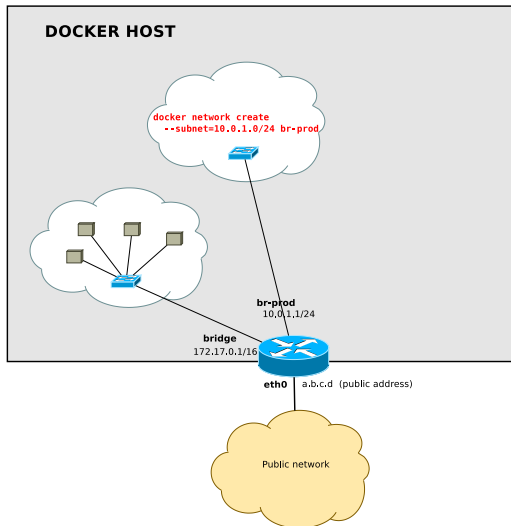 DOCKER HOST
docker network create
--subnet=10.0.1.0/24 br-prod
br-prod
10.0.1.1/24
bridge
172.17.0.1/16
eth0 a.b.c.d (public address)
Public network